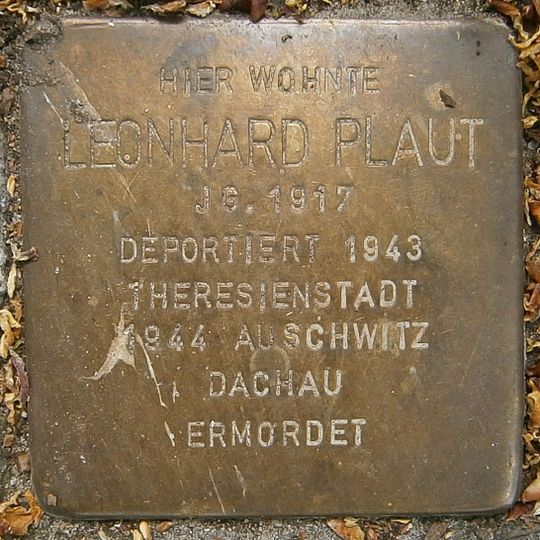 HIER WOHNTE
LEONHARD PLAUT
JG. 1917
DEPORTIERT 1943
THERESIENSTADT
1944 AUSCHWITZ
DACHAU
ERMORDET